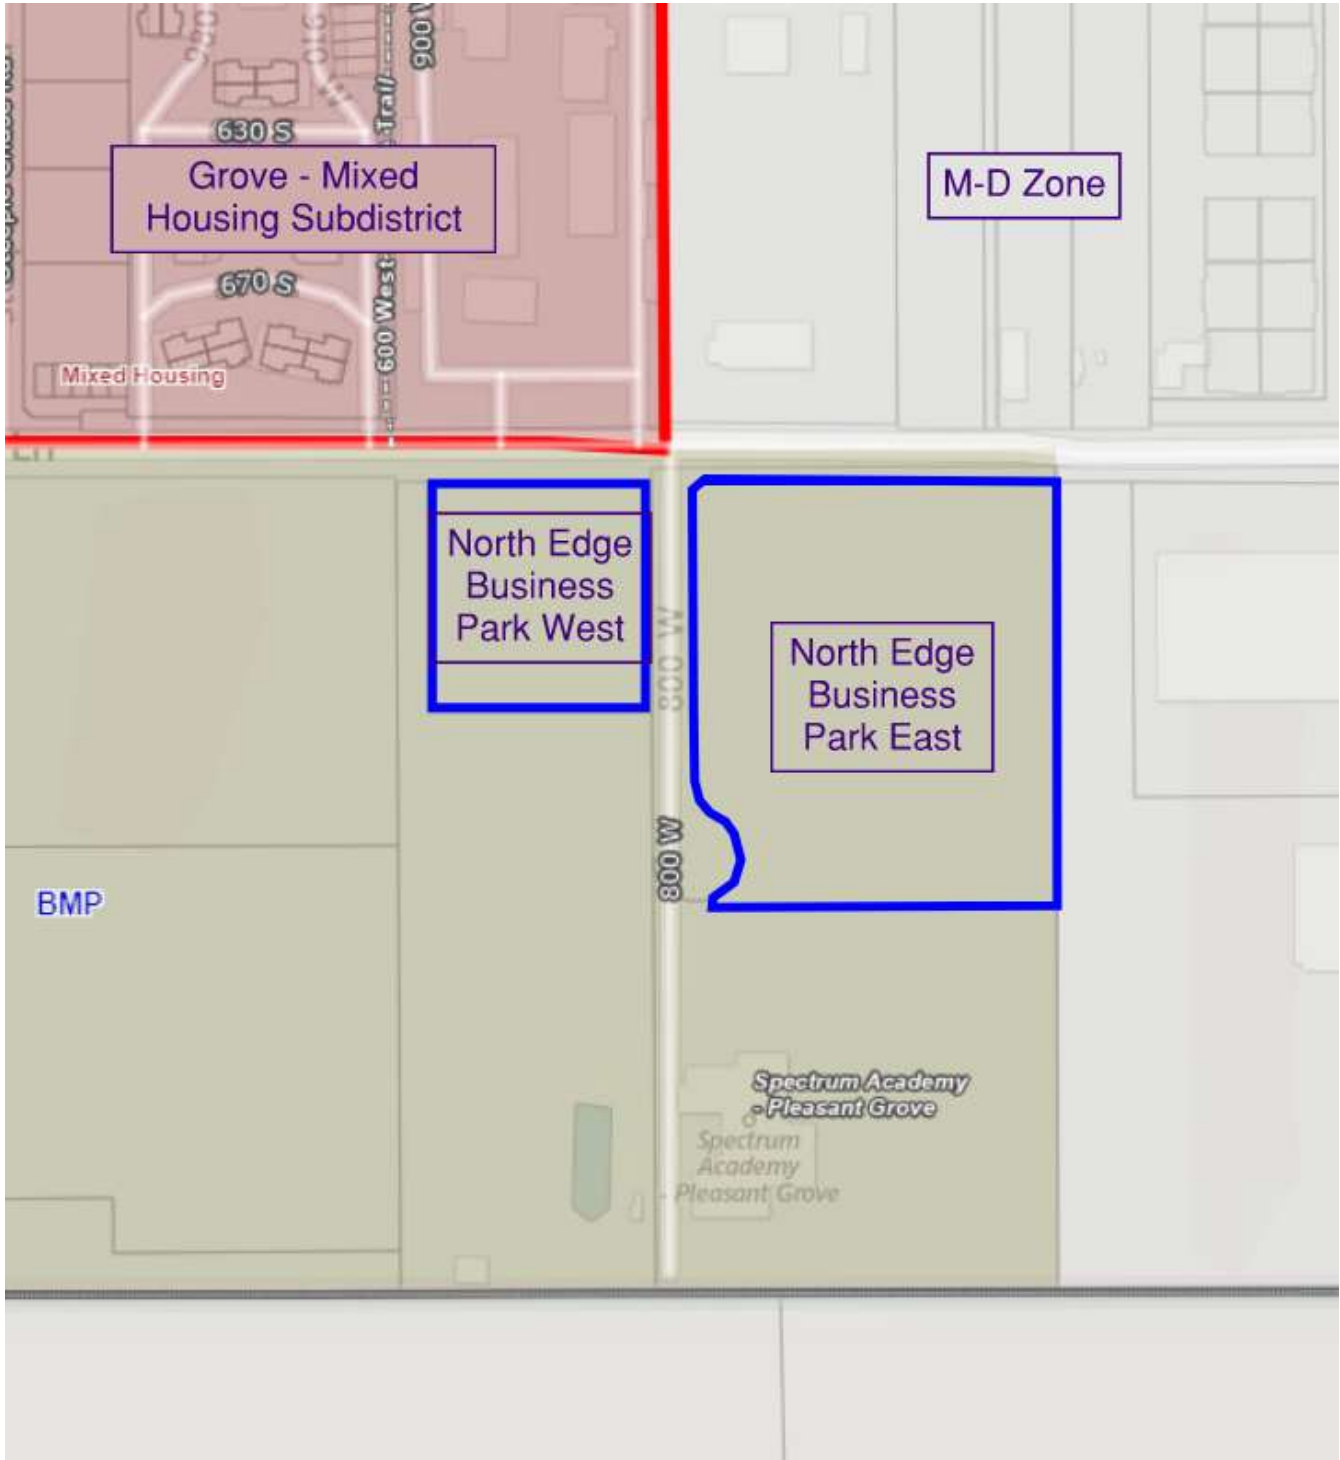 900 W
630 S
Trail
Grove - Mixed
Housing Subdistrict
M-D Zone
670 S
600 West
Mixed Housing
North Edge
Business
Park West
800 W
North Edge
Business
Park East
800 W
BMP
Spectrum Academy
- Pleasant Grove
Spectrum
Academy
- Pleasant Grove